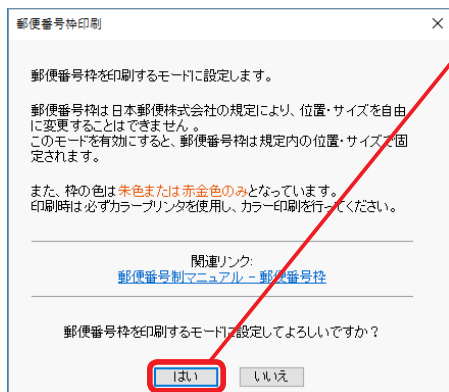 郵便番号枠印刷
郵便番号枠を印刷するモードに設定します。
郵便番号枠は日本郵便株式会社の規定により、位置・サイズを自由
に変更することはできません 。
このモードを有効にすると、郵便番号枠は規定内の位置・サイズで固
定されます。
また、枠の色は朱色または赤金色のみとなっています。
印刷時は必ずカラープリンタを使用し、カラー印刷を行ってください。
関連リンク:
郵便番号制マニュアル - 郵便番号枠
郵便番号枠を印刷するモードに設定してよろしいですか？
はい
いいえ